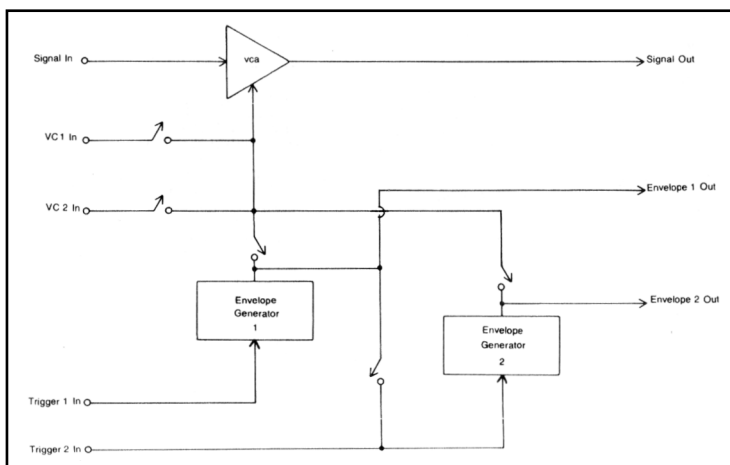 Signal In
vca
Signal Out
VC 1 In
Envelope 1 Out
VC 2 In
Envelope
Generator
1
Envelope 2 Out
Envelope
Generator
2
Trigger 1 In
Trigger 2 In